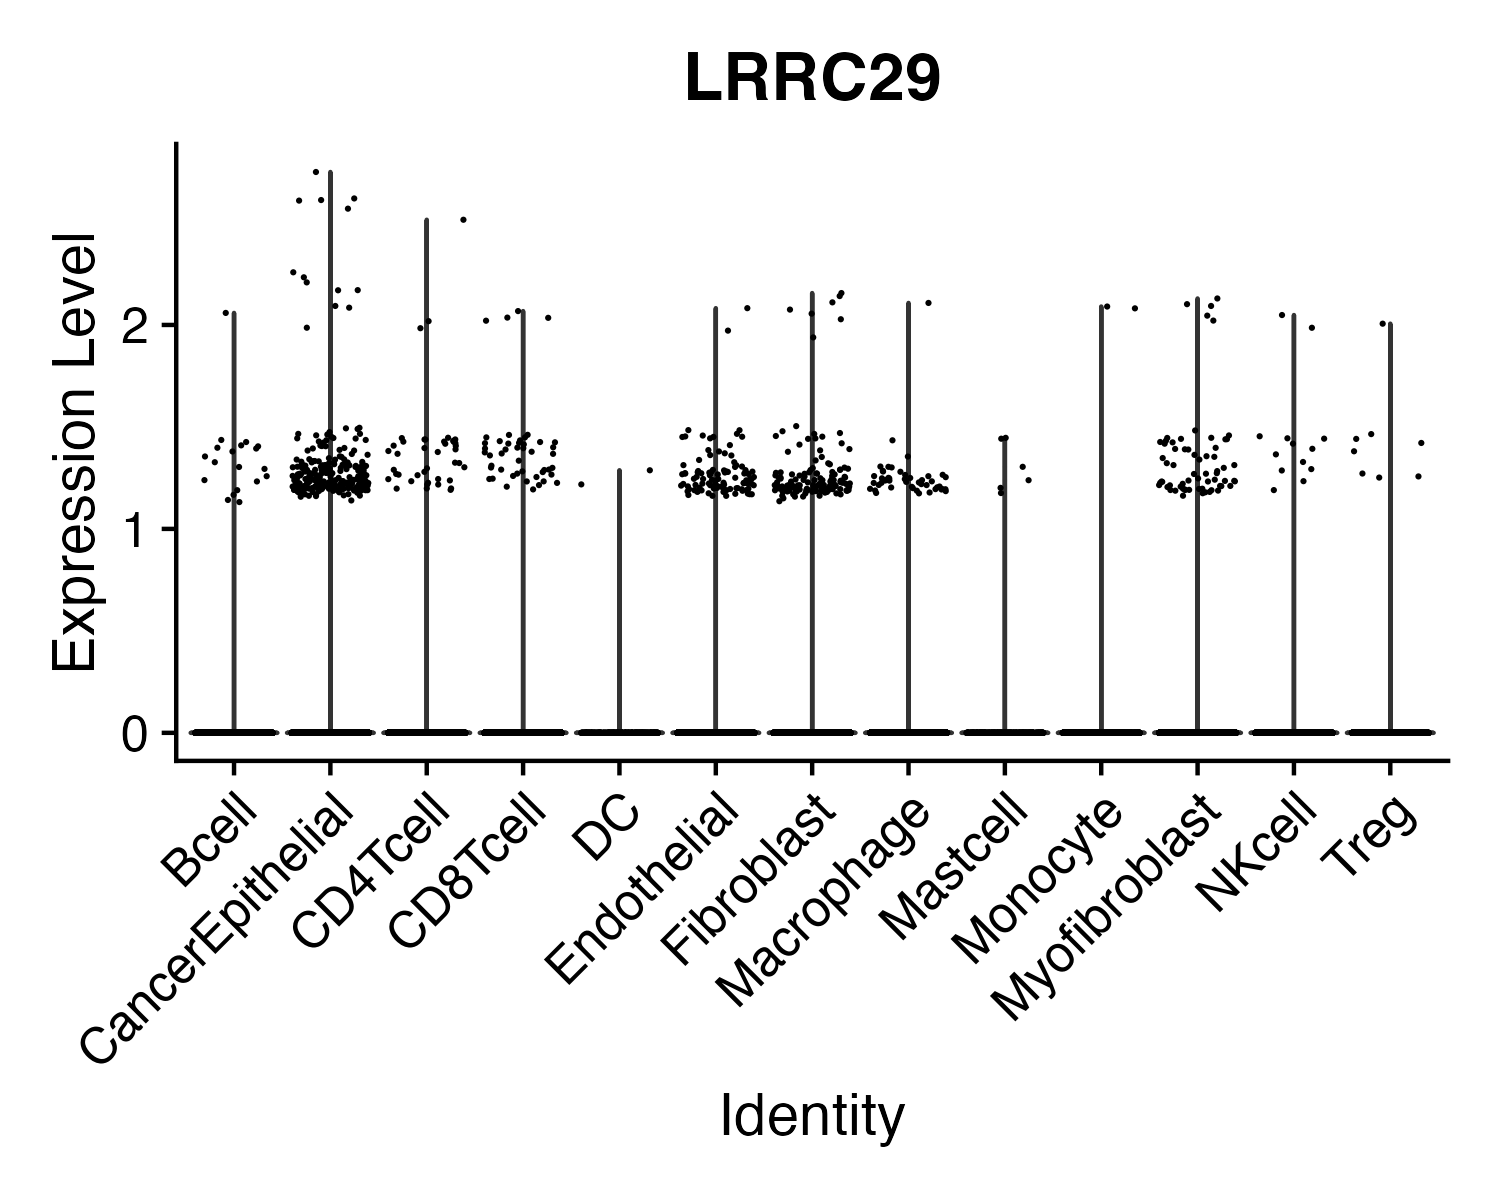 LRRC29
Expression Level
2
1
0
Bcell
CancerEpithelial
CD4Tcell
CD8Tcell
DC
Endothelial
Fibroblast
Macrophage
Mastcell
Monocyte
Myofibroblast
NKcell
Treg
Identity